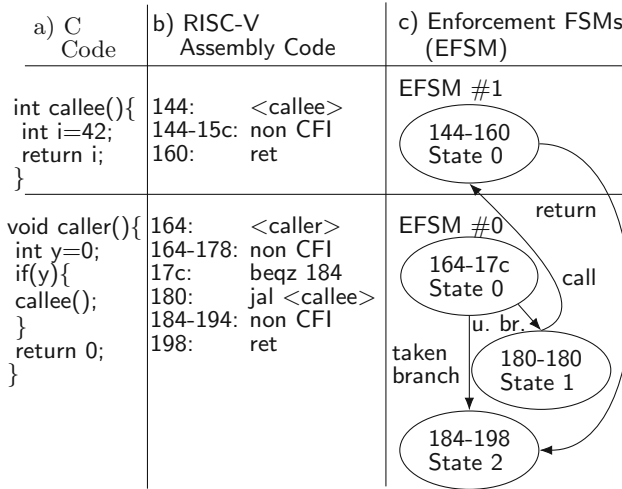 a) C
Code
b) RISC-V
Assembly Code
c) Enforcement FSMs
(EFSM)
int callee(){
int i=42;
return i;
}
144: <callee>
144-15c: non CFI
160: ret
EFSM #1
144-160
State 0
return
void caller(){
int y=0;
if(y){
callee();
}
return 0;
}
164: <caller>
164-178: non CFI
17c: beqz 184
180: jal <callee>
184-194: non CFI
198: ret
EFSM #0
164-17c
State 0
call
u. br.
taken
branch
180-180
State 1
184-198
State 2